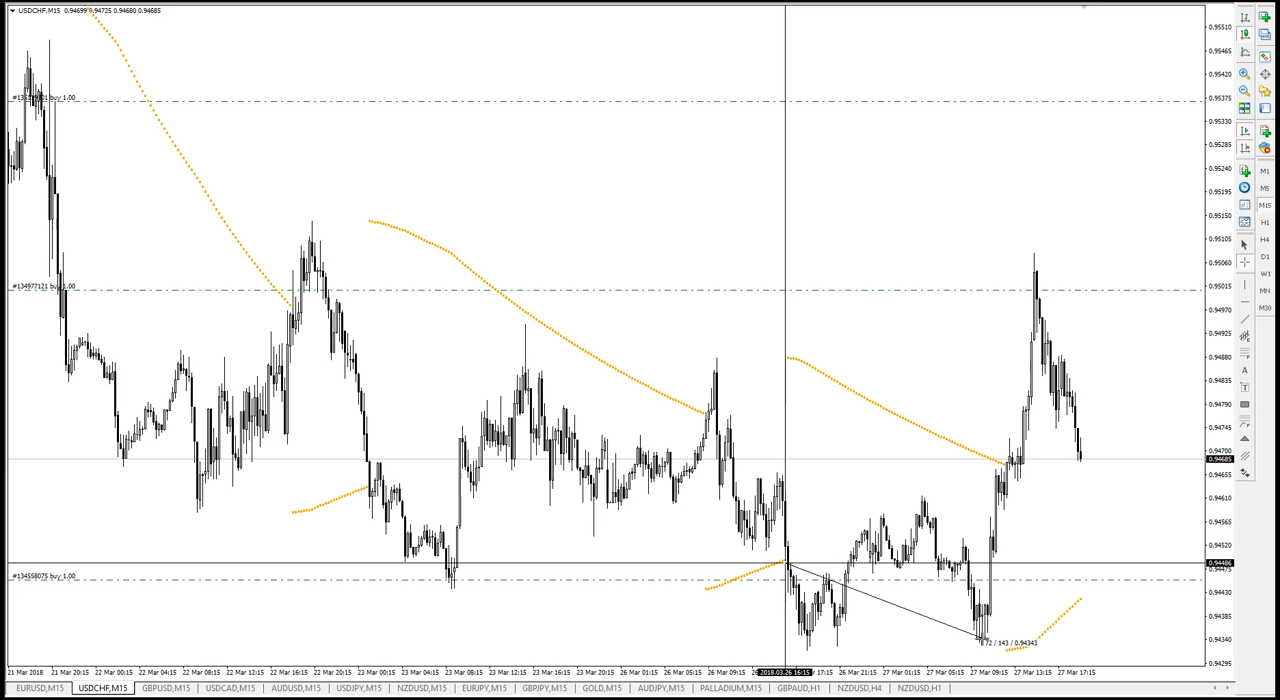 USDCHF,M15 0.94699 0.94725 0.94680 0.94685
0.95510
0.95465
0.95420
0.95375
0.95330
0.95285
0.95240
0.95195
0.95150
0.95105
0.95060
0.95015
0.94970
0.94925
0.94880
0.94835
0.94790
0.94745
0.94700
0.94685
0.94655
0.94610
0.94565
0.94520
0.94486
0.94475
0.94430
0.94385
0.94340
0.94295
buy 1.00
#134977121 buy 1.00
#134558075 buy 1.00
72 / 143 / 0.94343
21 Mar 2018 21 Mar 20:15 22 Mar 00:15 22 Mar 04:15 22 Mar 08:15 22 Mar 12:15 22 Mar 16:15 22 Mar 20:15 23 Mar 00:15 23 Mar 04:15 23 Mar 08:15 23 Mar 12:15 23 Mar 16:15 23 Mar 20:15 26 Mar 01:15 26 Mar 05:15 26 Mar 09:15 2018.03.26 16:15 17:15 26 Mar 21:15 27 Mar 01:15 27 Mar 05:15 27 Mar 09:15 27 Mar 13:15 27 Mar 17:15
EURUSD,M15 USDCHF,M15 GBPUSD,M15 USDCAD,M15 AUDUSD,M15 USDJPY,M15 NZDUSD,M15 EURJPY,M15 GBPJPY,M15 GOLD,M15 AUDJPY,M15 PALLADIUM,M15 GBPAUD,H1 NZDUSD,H4 NZDUSD,H1
M1
M5
M15
H1
H4
D1
W1
MN
M30
A
T